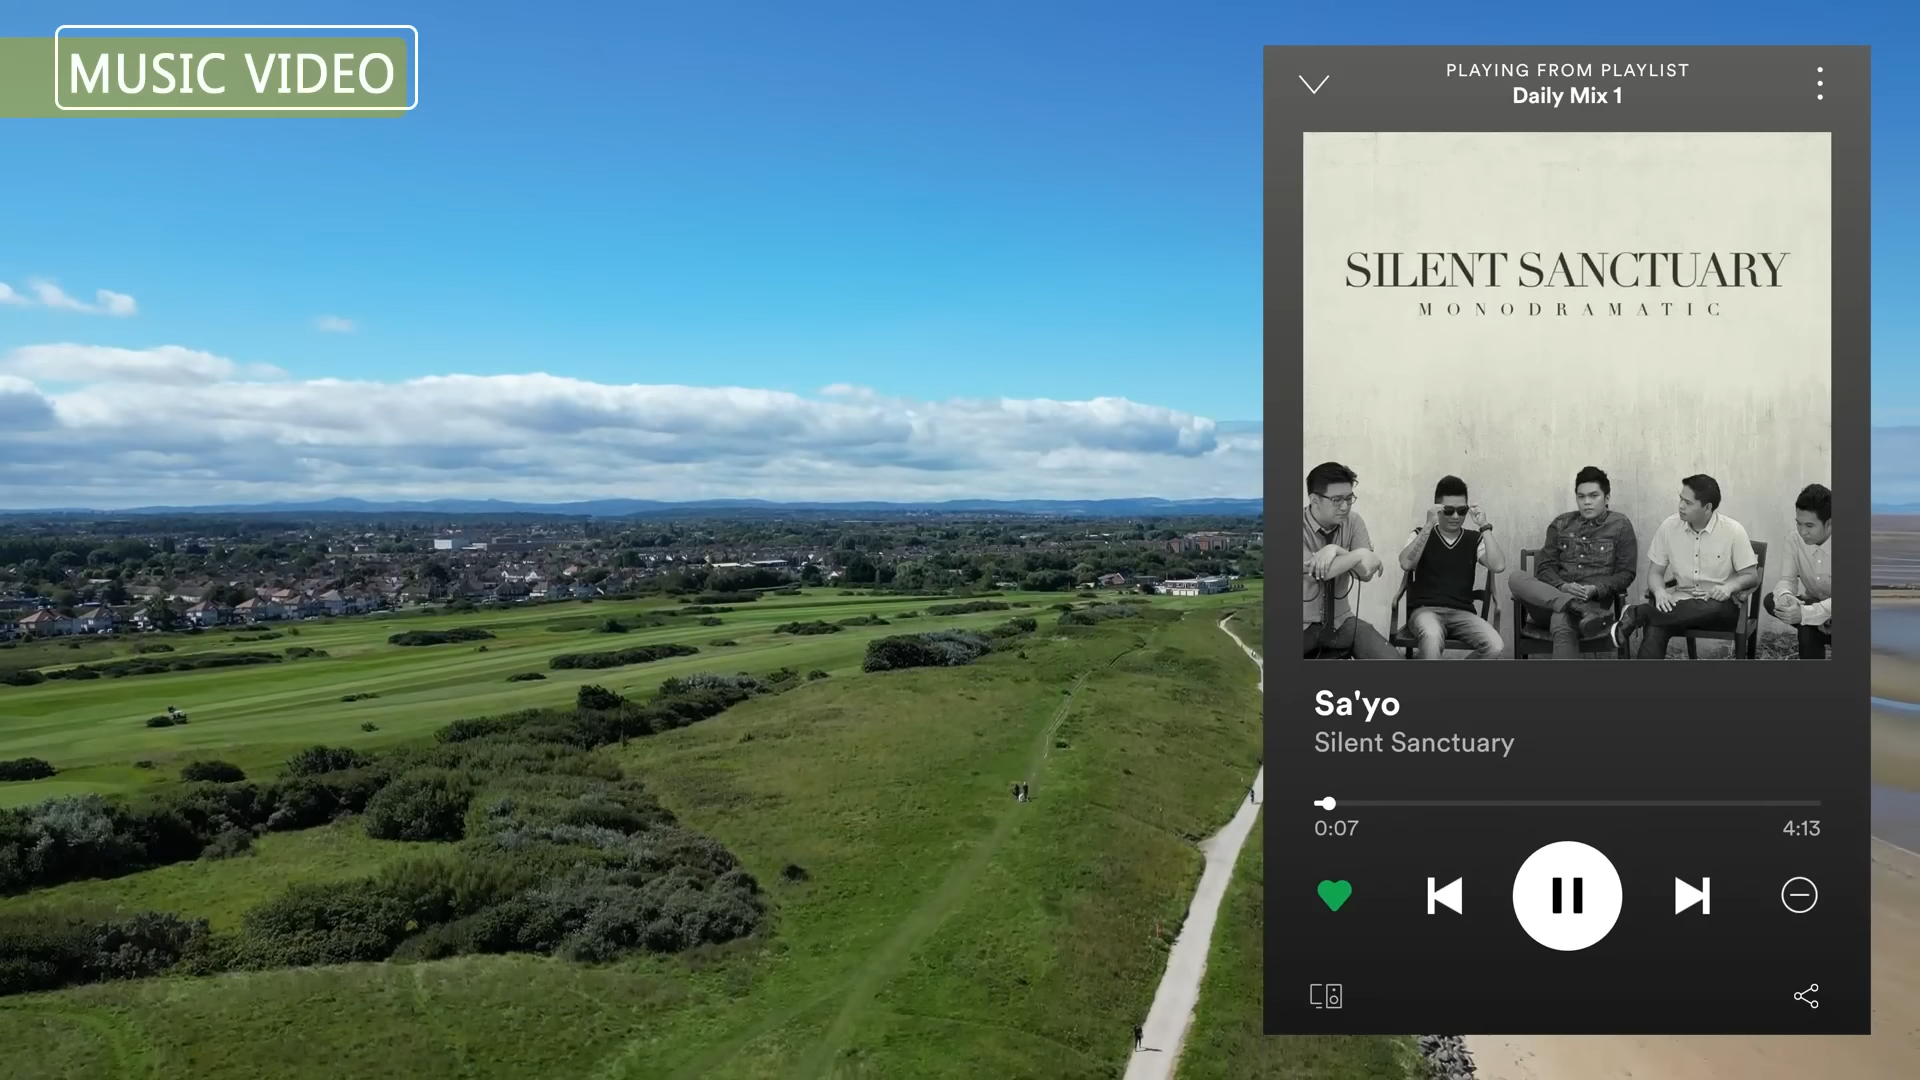 MUSIC VIDEO
PLAYING FROM PLAYLIST
Daily Mix 1
SILENT SANCTUARY
MONODRAMATIC
Sa'yo
Silent Sanctuary
0:07
4:13